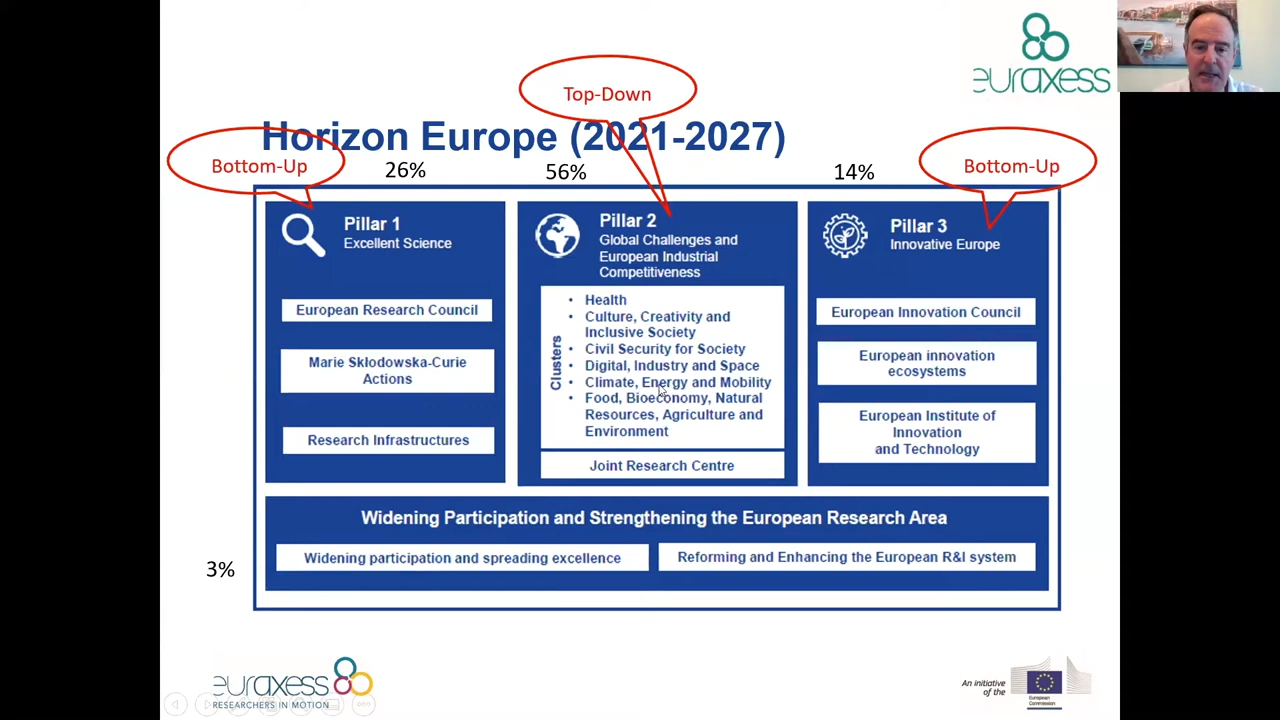 euraxess
Top-Down
Horizon Europe (2021-2027)
Bottom-Up
26%
56%
14%
Bottom-Up
Pillar 1
Excellent Science
European Research Council
Marie Skłodowska-Curie
Actions
Research Infrastructures
Pillar 2
Global Challenges and
European Industrial
Competitiveness
Clusters
• Health
• Culture, Creativity and
Inclusive Society
• Civil Security for Society
• Digital, Industry and Space
• Climate, Energy and Mobility
• Food, Bioeconomy, Natural
Resources, Agriculture and
Environment
Joint Research Centre
Pillar 3
Innovative Europe
European Innovation Council
European innovation
ecosystems
European Institute of
Innovation
and Technology
Widening Participation and Strengthening the European Research Area
Widening participation and spreading excellence
Reforming and Enhancing the European R&I system
3%
euraxess
RESEARCHERS IN MOTION
An initiative
of the
European
Commission